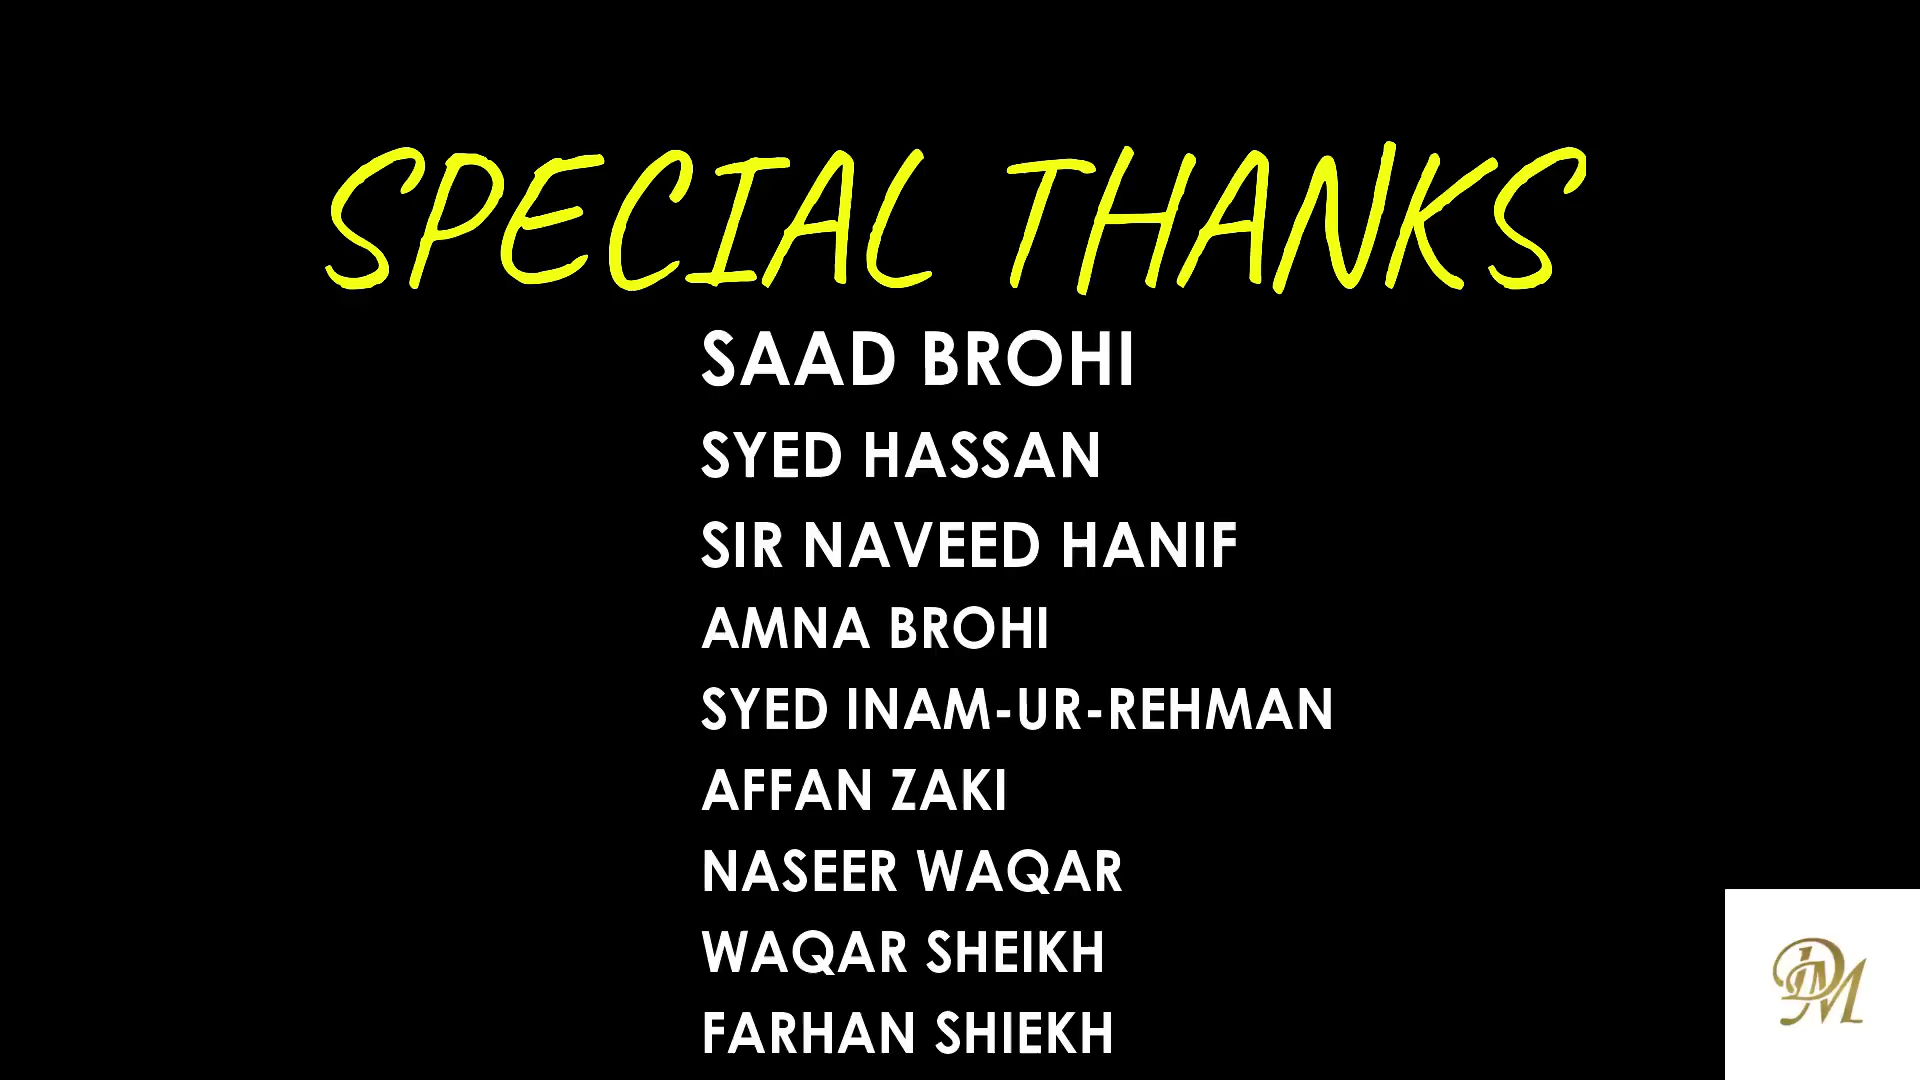 SPECIAL THANKS
SAAD BROHI
SYED HASSAN
SIR NAVEED HANIF
AMNA BROHI
SYED INAM-UR-REHMAN
AFFAN ZAKI
NASEER WAQAR
WAQAR SHEIKH
FARHAN SHIEKH